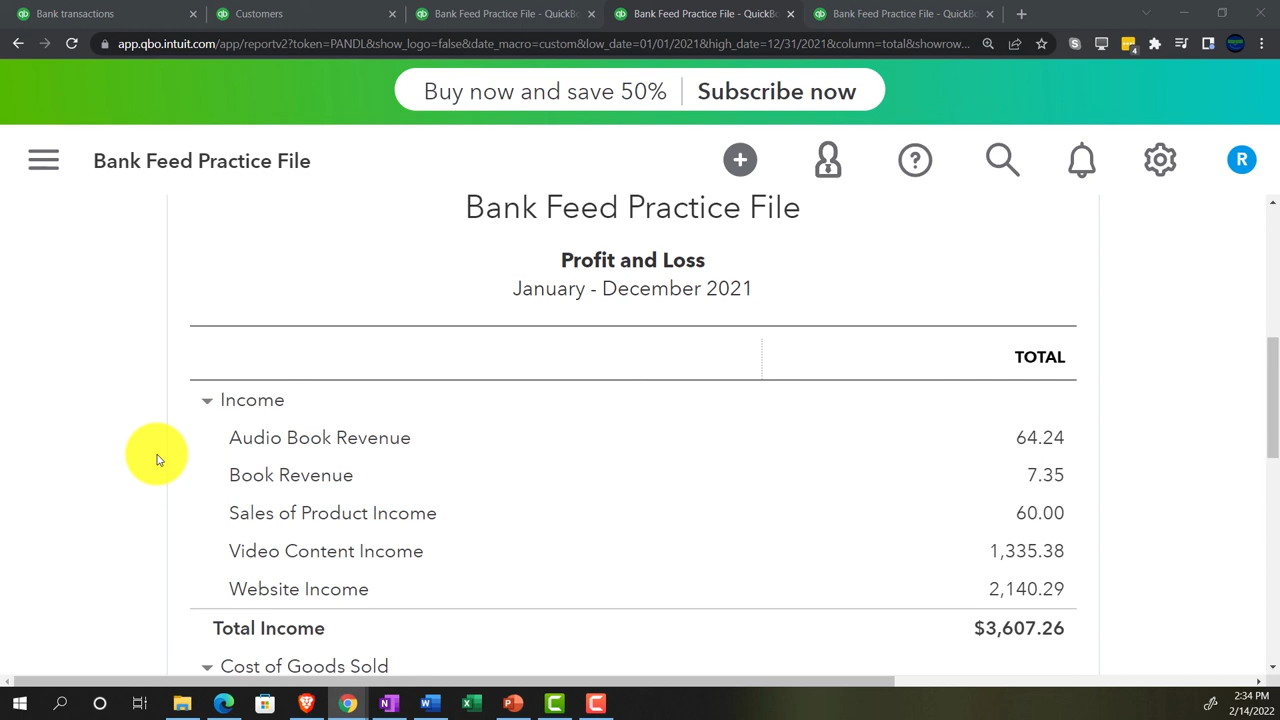 Bank transactions
Customers
Bank Feed Practice File - QuickBo
Bank Feed Practice File - QuickBo
Bank Feed Practice File - QuickBo
app.qbo.intuit.com/app/reportv2?token=PANDL&show_logo=false&date_macro=custom&low_date=01/01/2021&high_date=12/31/2021&column=total&showrow...
4
Buy now and save 50% Subscribe now
Bank Feed Practice File
R
Bank Feed Practice File
Profit and Loss
January - December 2021
TOTAL
Income
Audio Book Revenue 64.24
Book Revenue 7.35
Sales of Product Income 60.00
Video Content Income 1,335.38
Website Income 2,140.29
Total Income $3,607.26
Cost of Goods Sold
2:34 PM
2/14/2022